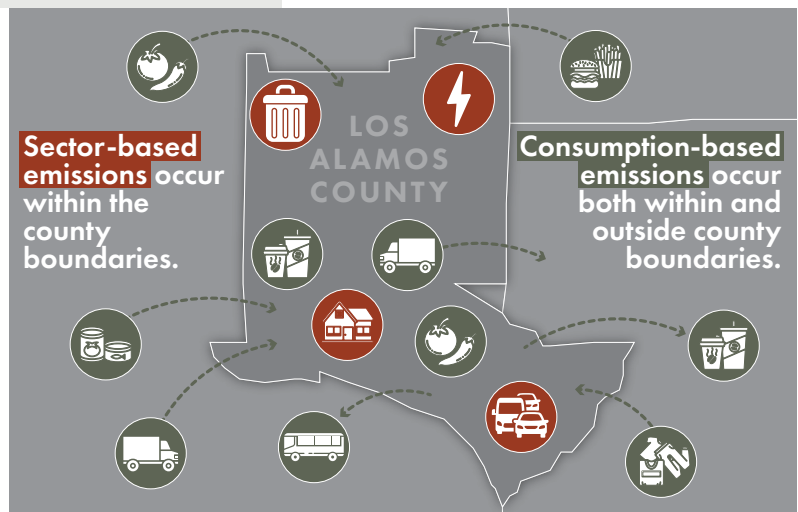 LOS
ALAMOS
COUNTY
Sector-based
emissions occur
within the
county
boundaries.
Consumption-based
emissions occur
both within and
outside county
boundaries.